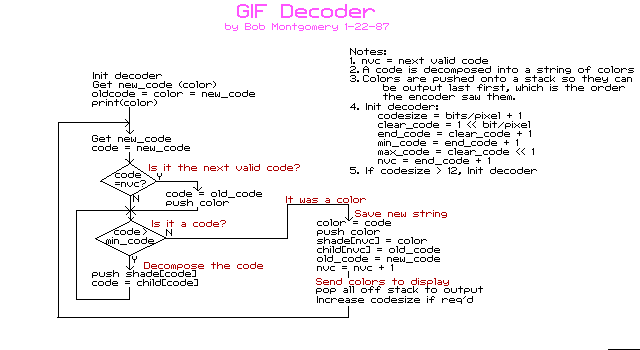 GIF Decoder
by Bob Montgomery 1-22-87
Notes:
1. nvc = next valid code
2. A code is decomposed into a string of colors
3. Colors are pushed onto a stack so they can
be output last first, which is the order
the encoder saw them.
4. Init decoder:
codesize = bits/pixel + 1
clear_code = 1 << bit/pixel
end_code = clear_code + 1
min_code = end_code + 1
max_code = clear_code << 1
nvc = end_code + 1
5. If codesize > 12, Init decoder
Init decoder
Get new_code (color)
oldcode = color = new_code
print(color)
Get new_code
code = new_code
Is it the next valid code?
code
=nvc?
Y
N
code = old_code
push color
Is it a code?
code>
min_code
N
Y
Decompose the code
push shade[code]
code = child[code]
It was a color
Save new string
color = code
push color
shade[nvc] = color
child[nvc] = old_code
old_code = new_code
nvc = nvc + 1
Send colors to display
pop all off stack to output
Increase codesize if req'd